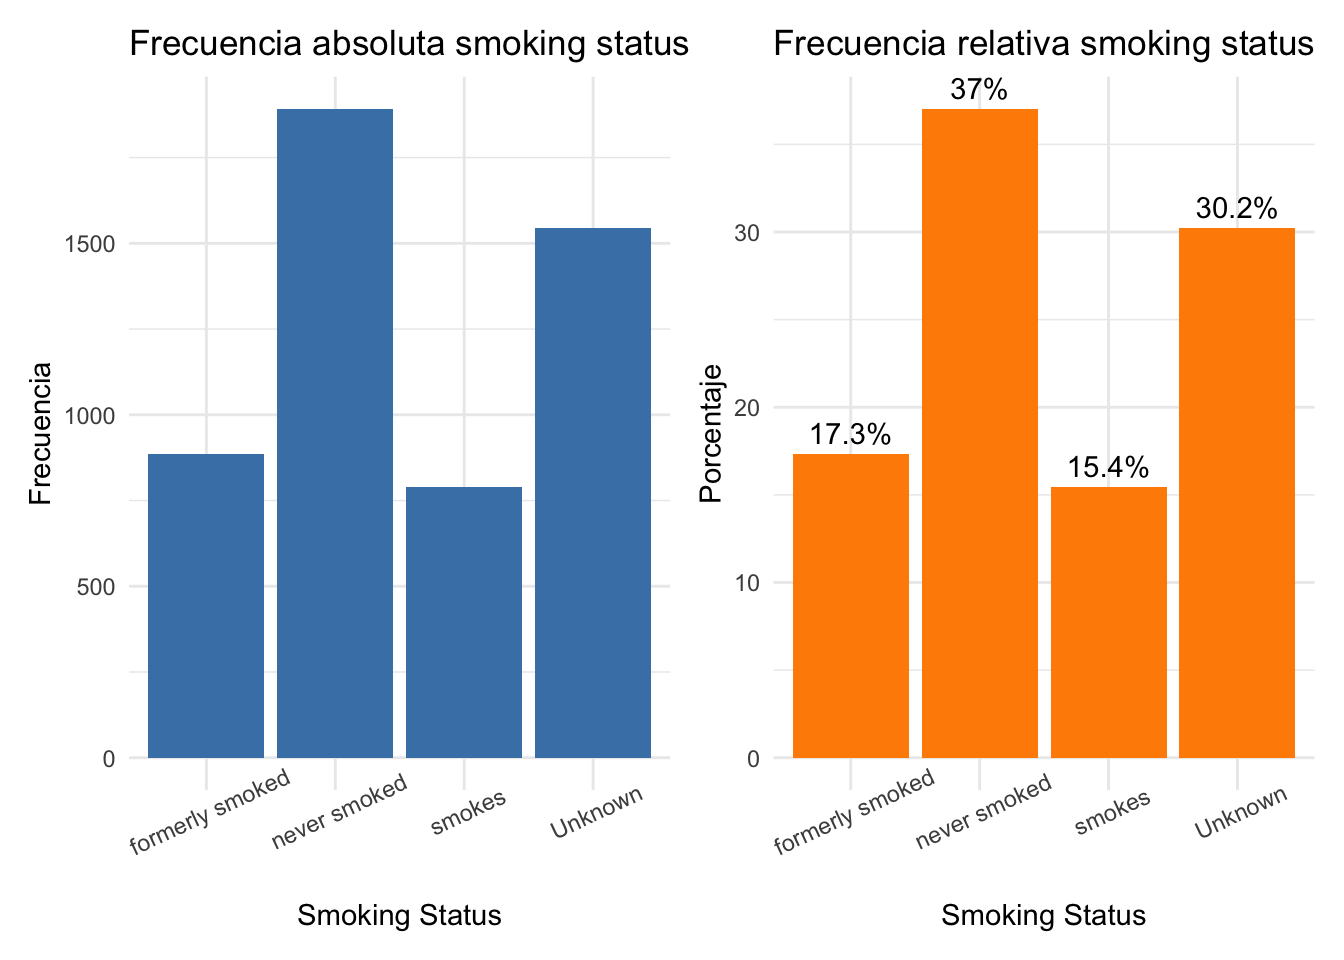 Frecuencia absoluta smoking status
Frecuencia
1500
1000
500
0
formerly smoked
never smoked
smokes
Unknown
Smoking Status
Frecuencia relativa smoking status
Porcentaje
30
20
10
0
17.3%
37%
15.4%
30.2%
formerly smoked
never smoked
smokes
Unknown
Smoking Status